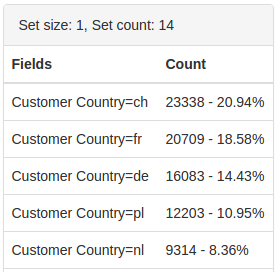 Set size: 1, Set count: 14
Fields Count
Customer Country=ch 23338 - 20.94%
Customer Country=fr 20709 - 18.58%
Customer Country=de 16083 - 14.43%
Customer Country=pl 12203 - 10.95%
Customer Country=nl 9314 - 8.36%